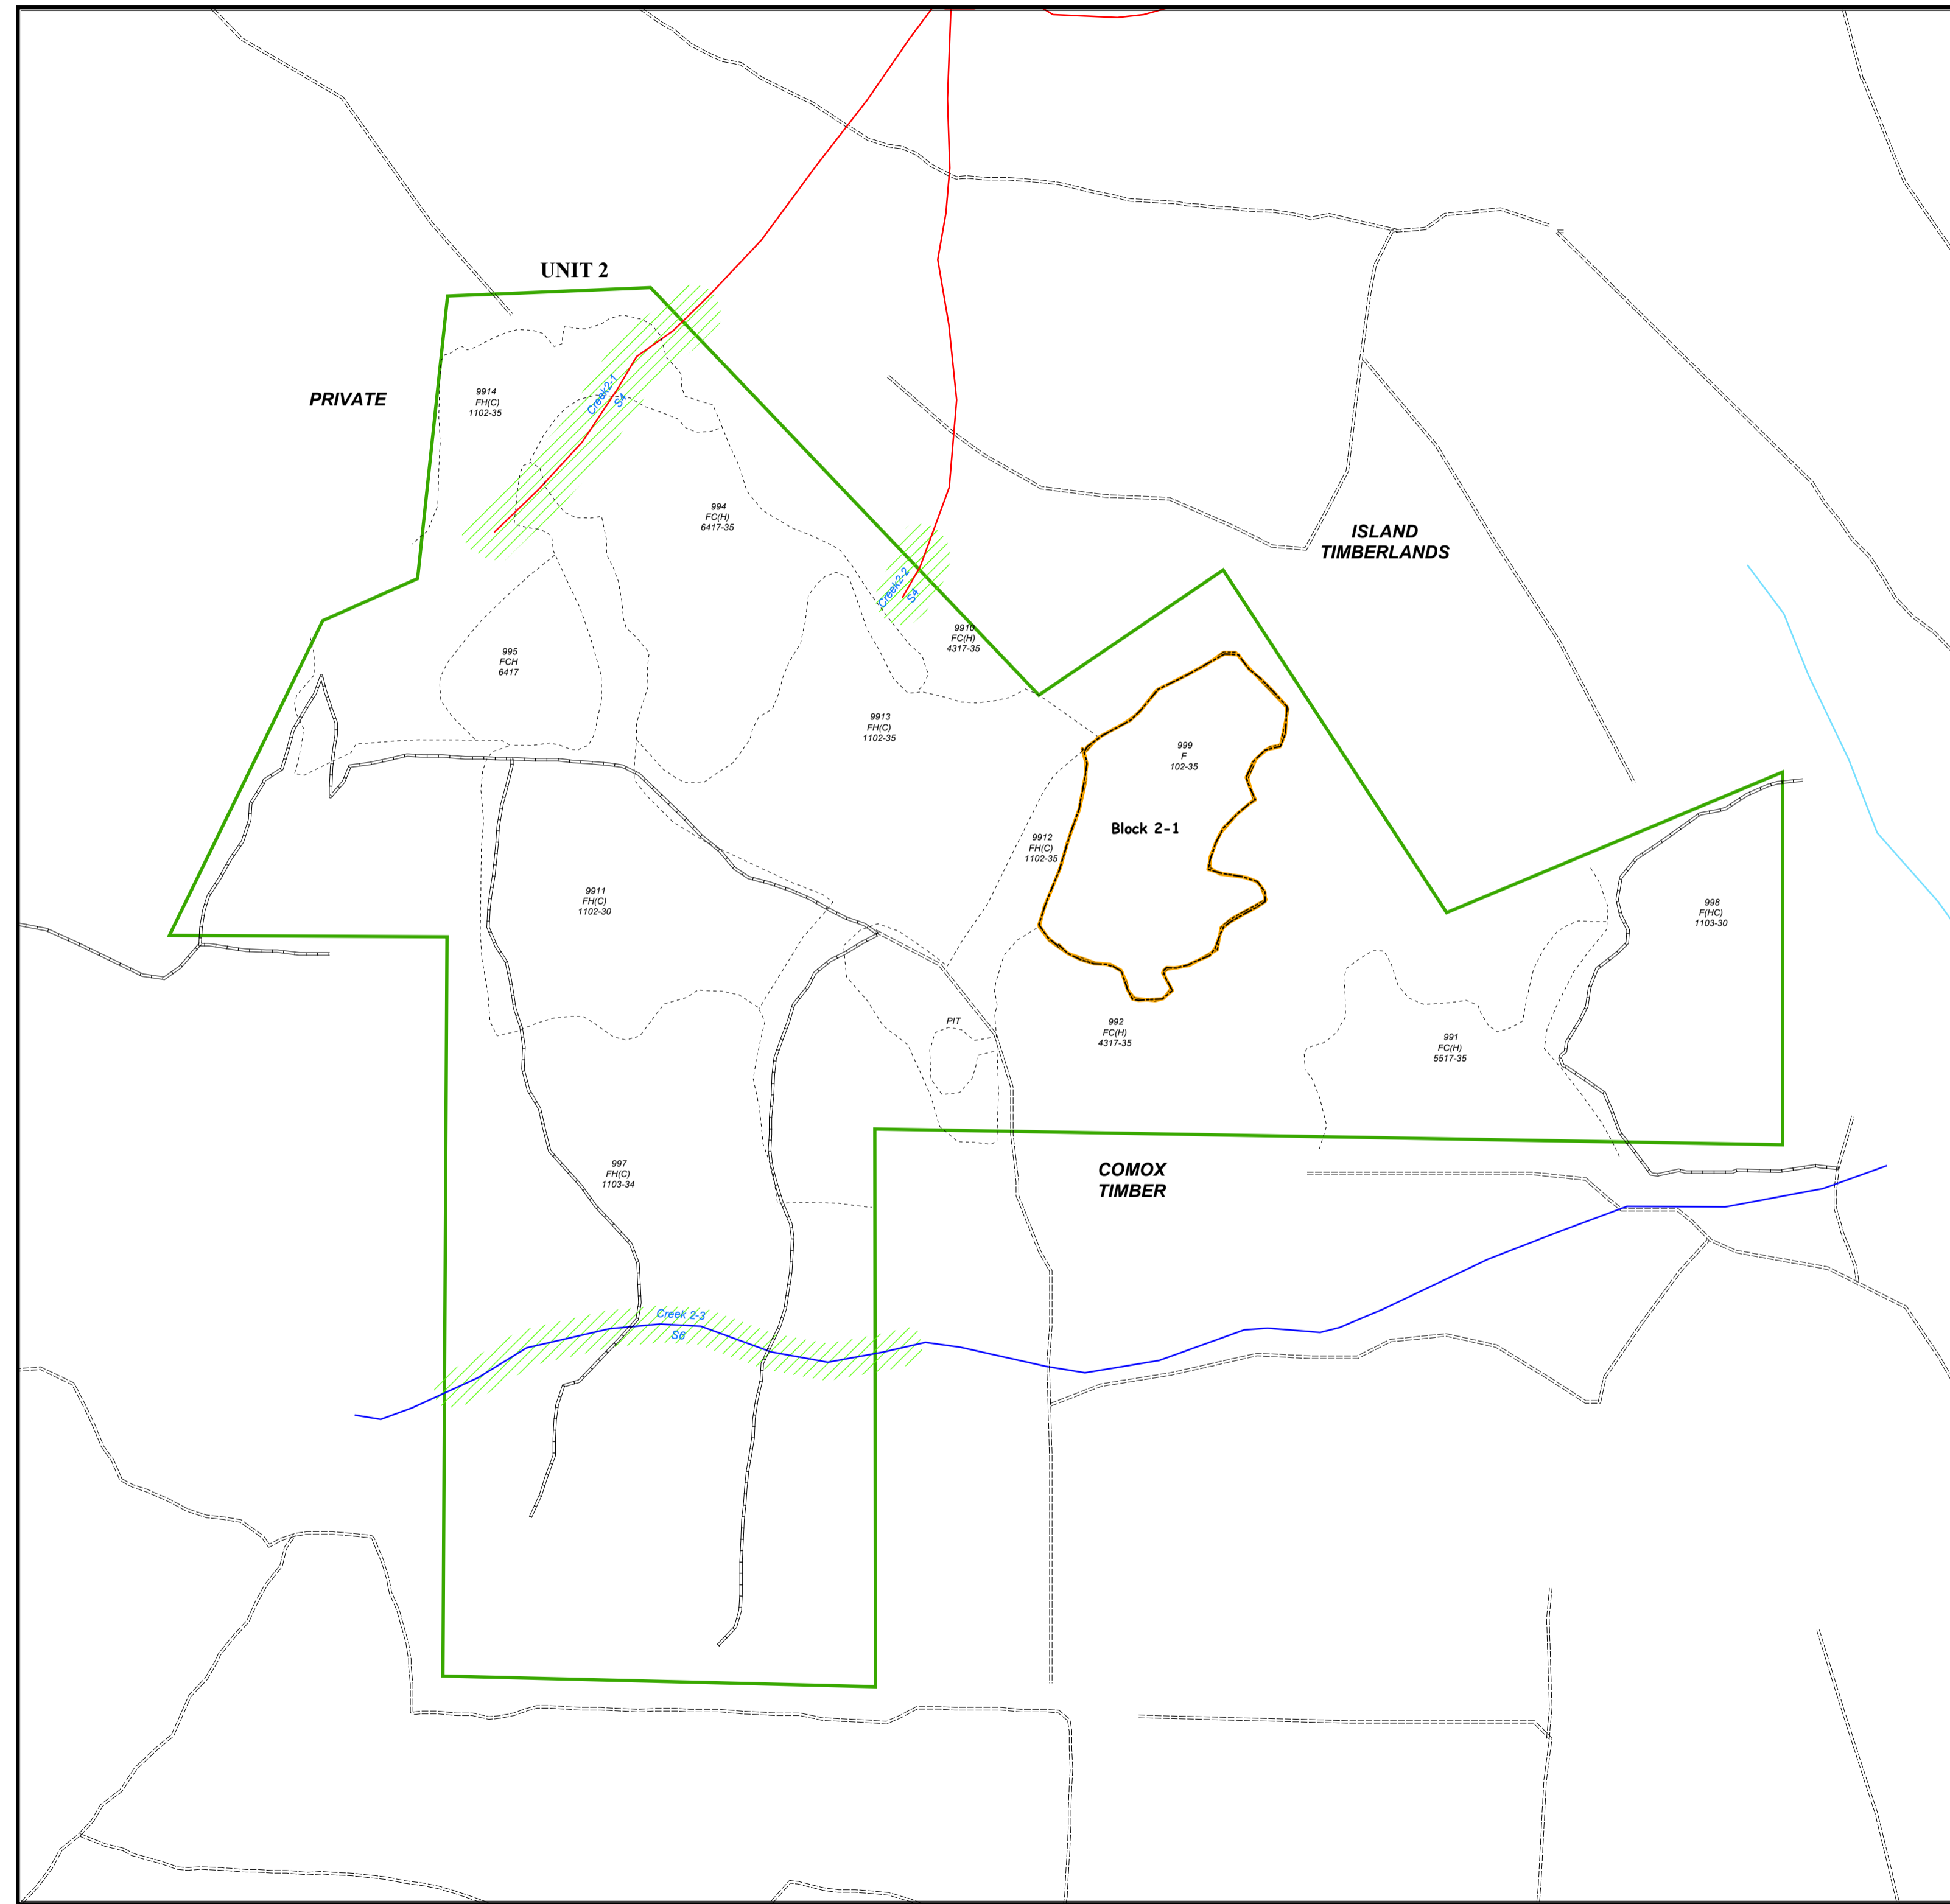 UNIT 2
PRIVATE
9914
FH(C)
1102-35
Creek2-1
S4
994
FC(H)
6417-35
ISLAND
TIMBERLANDS
Creek2-2
S4
9910
FC(H)
4317-35
995
FCH
6417
9913
FH(C)
1102-35
999
F
102-35
Block 2-1
9912
FH(C)
1102-35
9911
FH(C)
1102-30
998
F(HC)
1103-30
PIT
992
FC(H)
4317-35
991
FC(H)
5517-35
997
FH(C)
1103-34
COMOX
TIMBER
Creek 2-3
S6